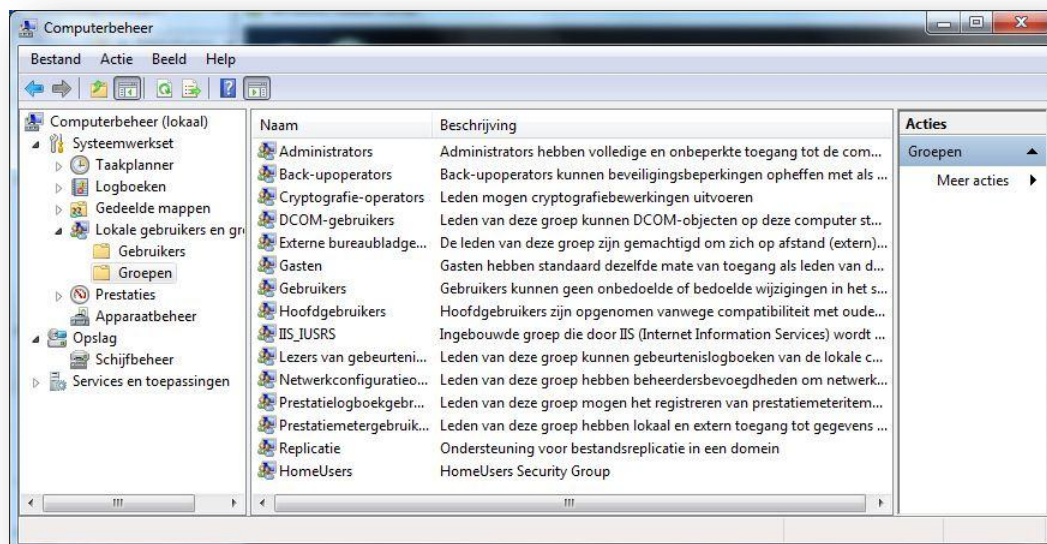 Computerbeheer
Bestand Actie Beeld Help
Computerbeheer (lokaal)
Systeemwerkset
Taakplanner
Logboeken
Gedeelde mappen
Lokale gebruikers en gr
Gebruikers
Groepen
Prestaties
Apparaatbeheer
Opslag
Schijfbeheer
Services en toepassingen
Naam Beschrijving
Administrators Administrators hebben volledige en onbeperkte toegang tot de com...
Back-upoperators Back-upoperators kunnen beveiligingsbeperkingen opheffen met als ...
Cryptografie-operators Leden mogen cryptografiebewerkingen uitvoeren
DCOM-gebruikers Leden van deze groep kunnen DCOM-objecten op deze computer st...
Externe bureaubladge... De leden van deze groep zijn gemachtigd om zich op afstand (extern)...
Gasten Gasten hebben standaard dezelfde mate van toegang als leden van d...
Gebruikers Gebruikers kunnen geen onbedoelde of bedoelde wijzigingen in het s...
Hoofdgebruikers Hoofdgebruikers zijn opgenomen vanwege compatibiliteit met oude...
IIS_IUSRS Ingebouwde groep die door IIS (Internet Information Services) wordt ...
Lezers van gebeurteni... Leden van deze groep kunnen gebeurtenislogboeken van de lokale c...
Netwerkconfiguratieo... Leden van deze groep hebben beheerdersbevoegdheden om netwerk...
Prestatielogboekgebr... Leden van deze groep mogen het registreren van prestatiemeteritem...
Prestatiemetergebruik... Leden van deze groep hebben lokaal en extern toegang tot gegevens ...
Replicatie Ondersteuning voor bestandsreplicatie in een domein
HomeUsers HomeUsers Security Group
Acties
Groepen
Meer acties